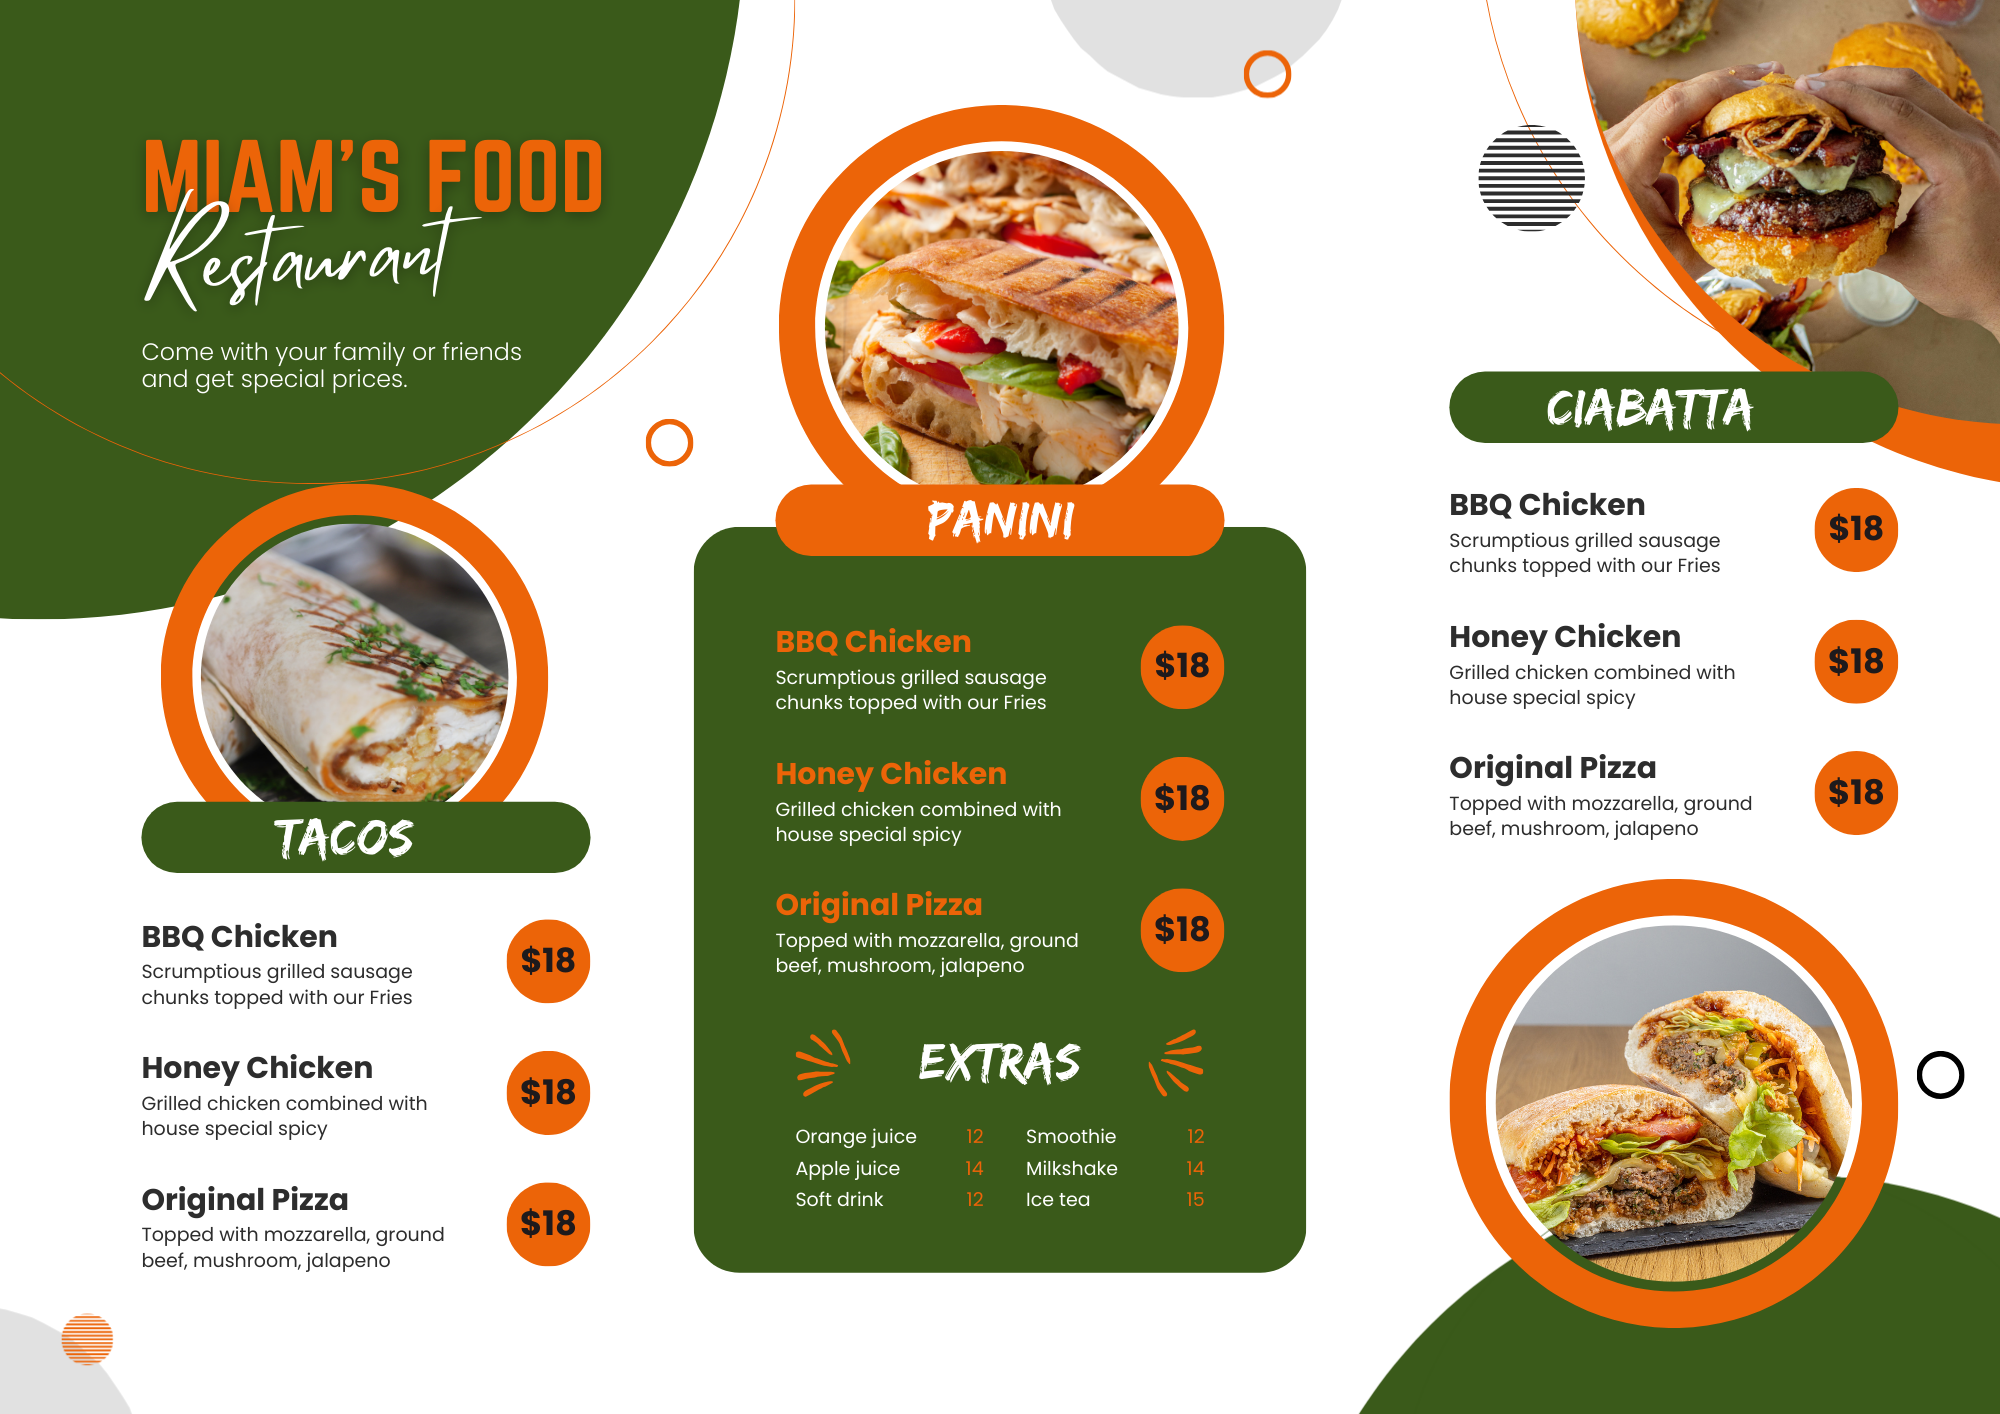 MIAM'S FOOD
Restaurant
Come with your family or friends
and get special prices.
TACOS
BBQ Chicken
$18
Scrumptious grilled sausage
chunks topped with our Fries
Honey Chicken
$18
Grilled chicken combined with
house special spicy
Original Pizza
$18
Topped with mozzarella, ground
beef, mushroom, jalapeno
PANINI
BBQ Chicken
$18
Scrumptious grilled sausage
chunks topped with our Fries
Honey Chicken
$18
Grilled chicken combined with
house special spicy
Original Pizza
$18
Topped with mozzarella, ground
beef, mushroom, jalapeno
EXTRAS
Orange juice 12
Apple juice 14
Soft drink 12
Smoothie 12
Milkshake 14
Ice tea 15
CIABATTA
BBQ Chicken
$18
Scrumptious grilled sausage
chunks topped with our Fries
Honey Chicken
$18
Grilled chicken combined with
house special spicy
Original Pizza
$18
Topped with mozzarella, ground
beef, mushroom, jalapeno